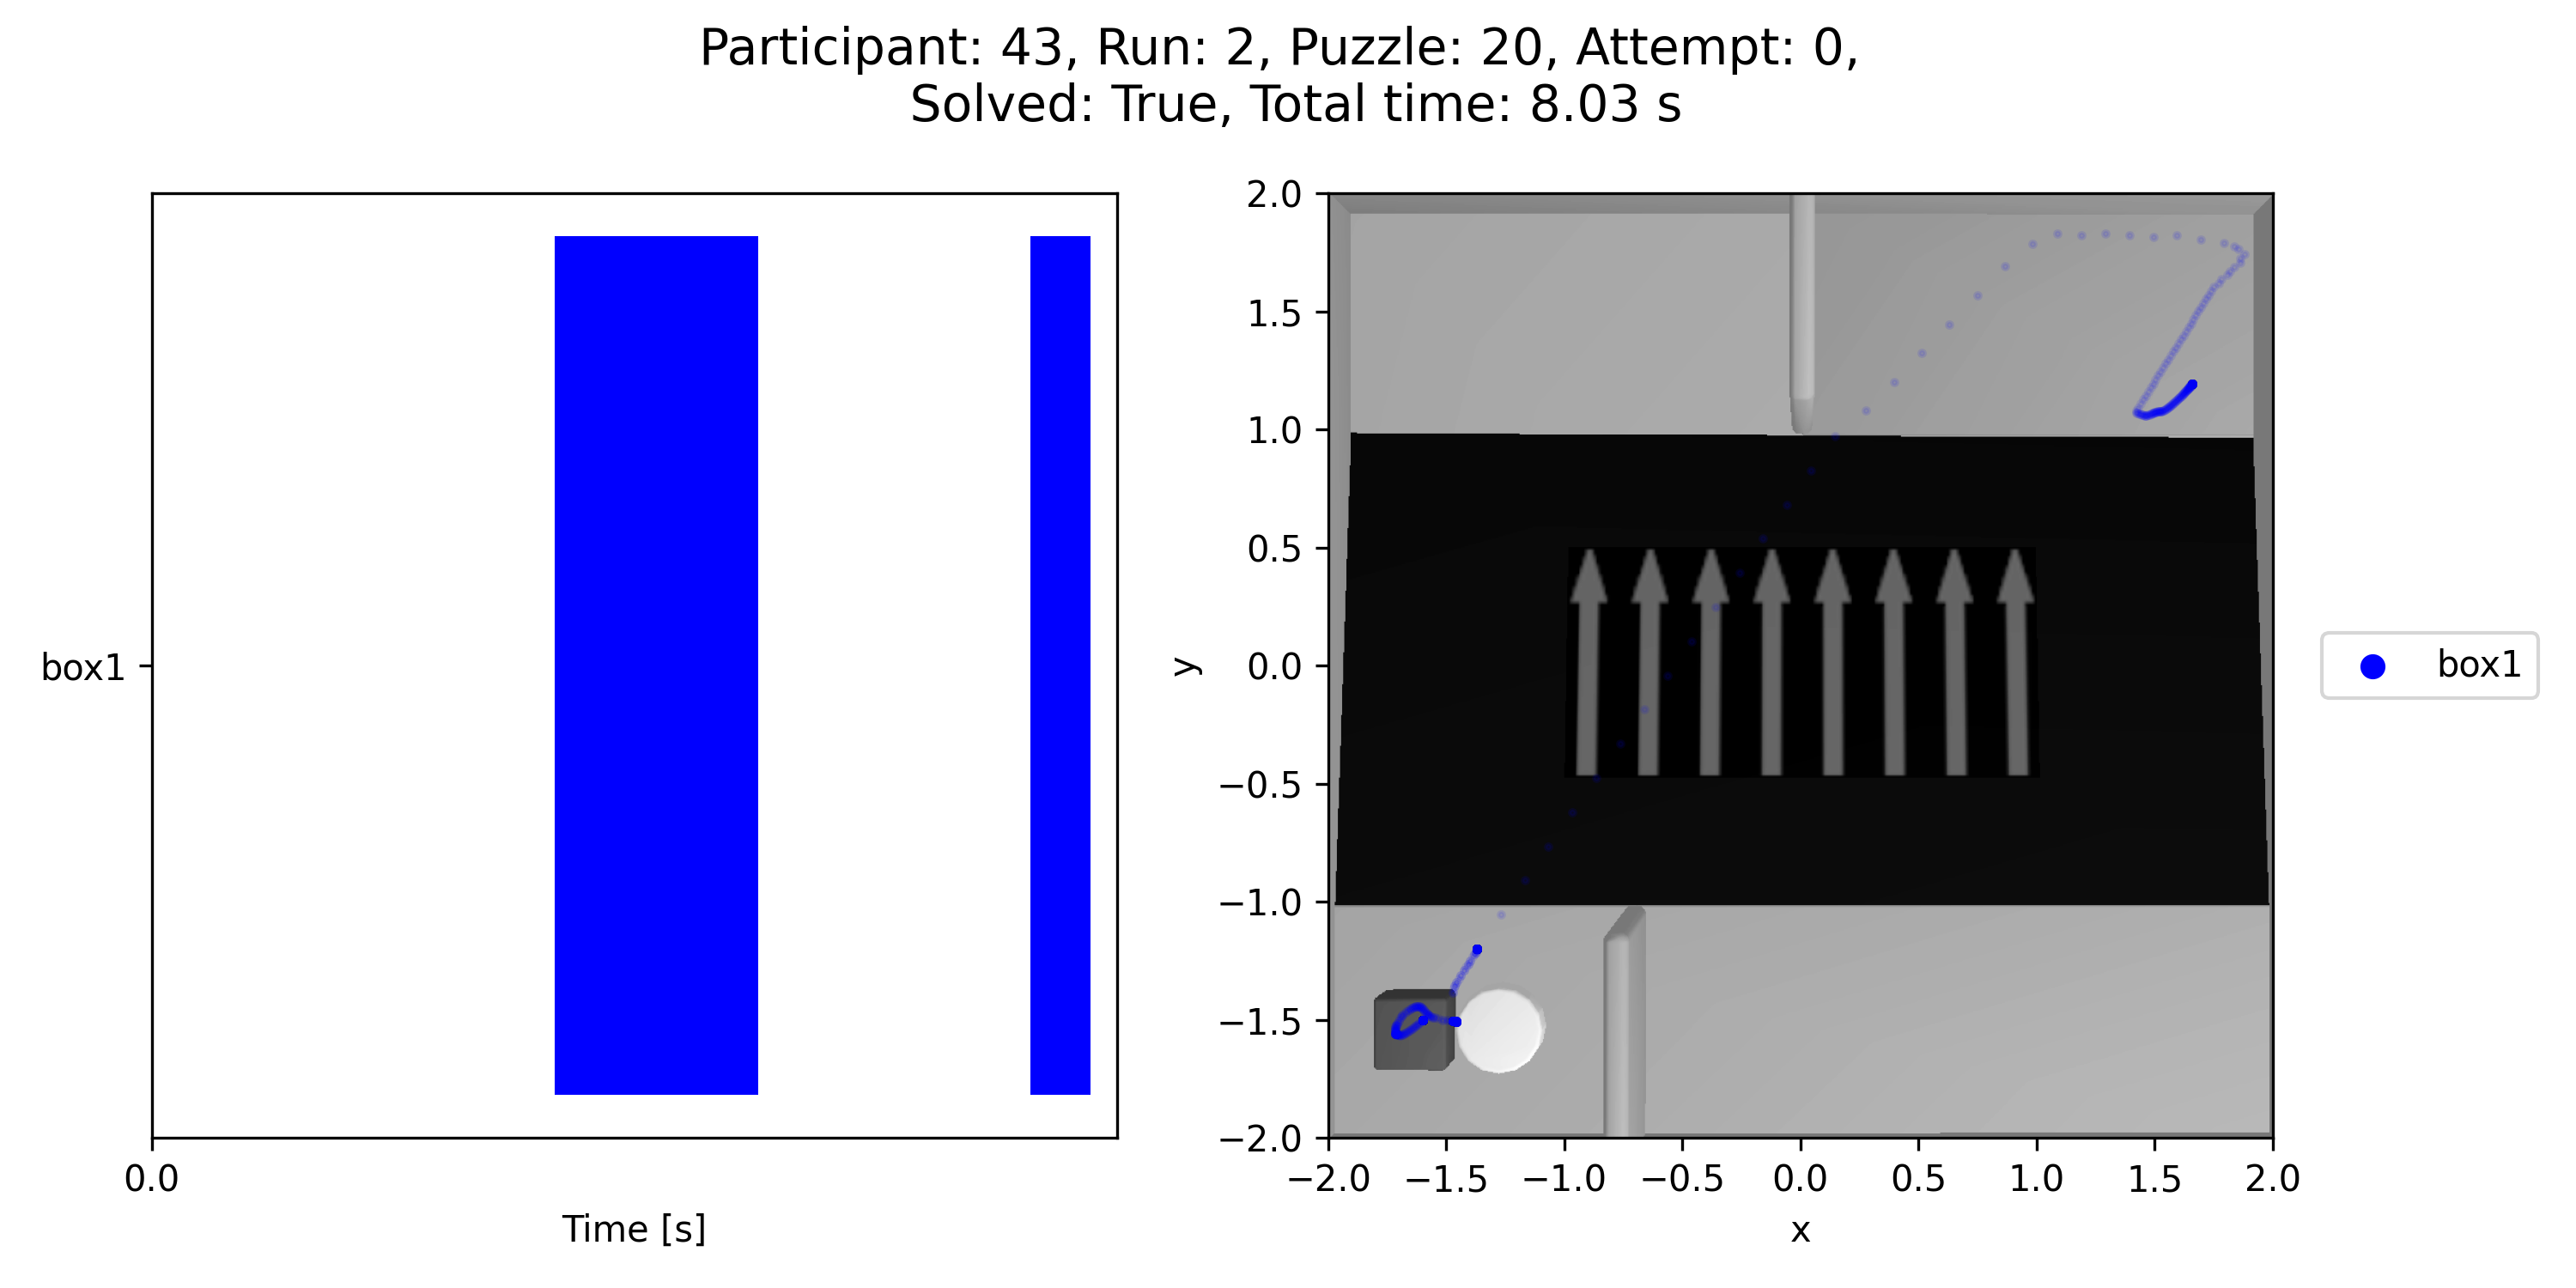 Participant: 43, Run: 2, Puzzle: 20, Attempt: 0,
Solved: True, Total time: 8.03 s
box1
0.0
Time [s]
2.0
1.5
1.0
0.5
0.0
−0.5
−1.0
−1.5
−2.0
y
−2.0 −1.5 −1.0 −0.5 0.0 0.5 1.0 1.5 2.0
x
box1